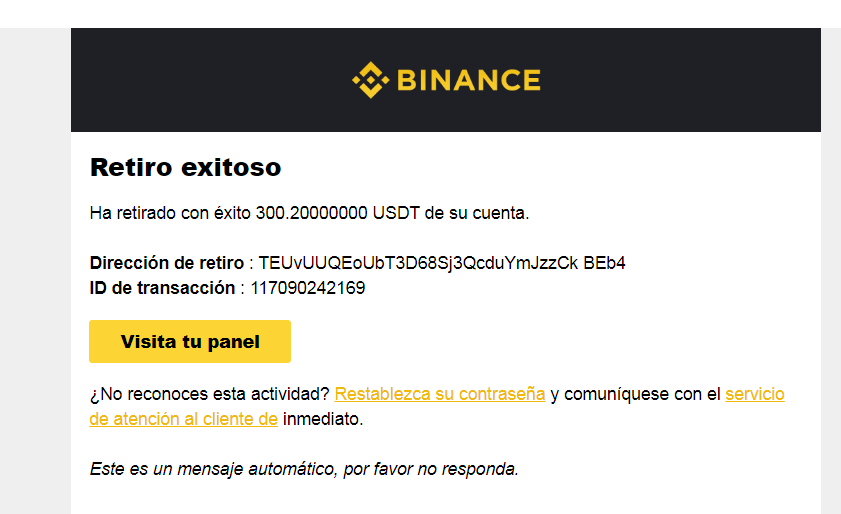 BINANCE
Retiro exitoso
Ha retirado con éxito 300.20000000 USDT de su cuenta.
Dirección de retiro : TEUvUUQEoUbT3D68Sj3QcduYmJzzCk BEb4
ID de transacción : 117090242169
Visita tu panel
¿No reconoces esta actividad? Restablezca su contraseña y comuníquese con el servicio
de atención al cliente de inmediato.
Este es un mensaje automático, por favor no responda.